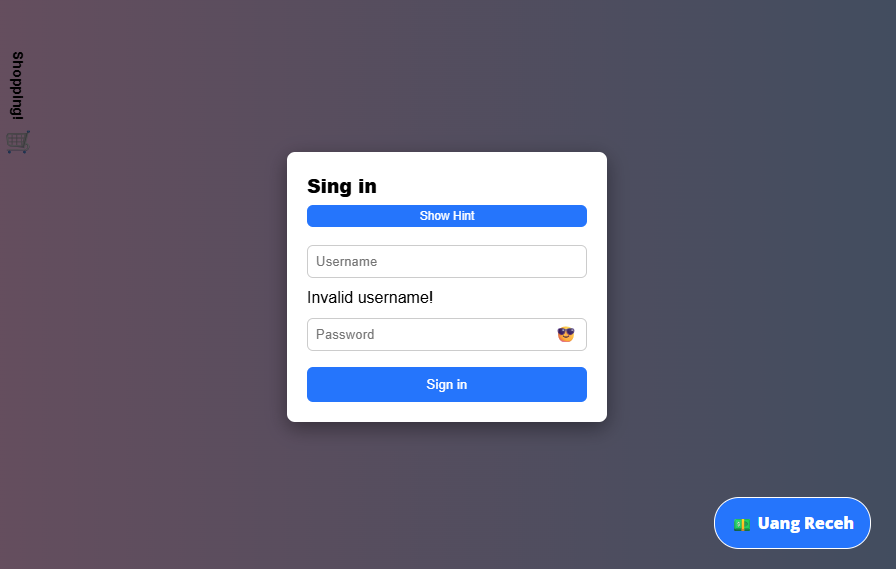 Shopping!
Sing in
Show Hint
Username
Invalid username!
Password
Sign in
Uang Receh